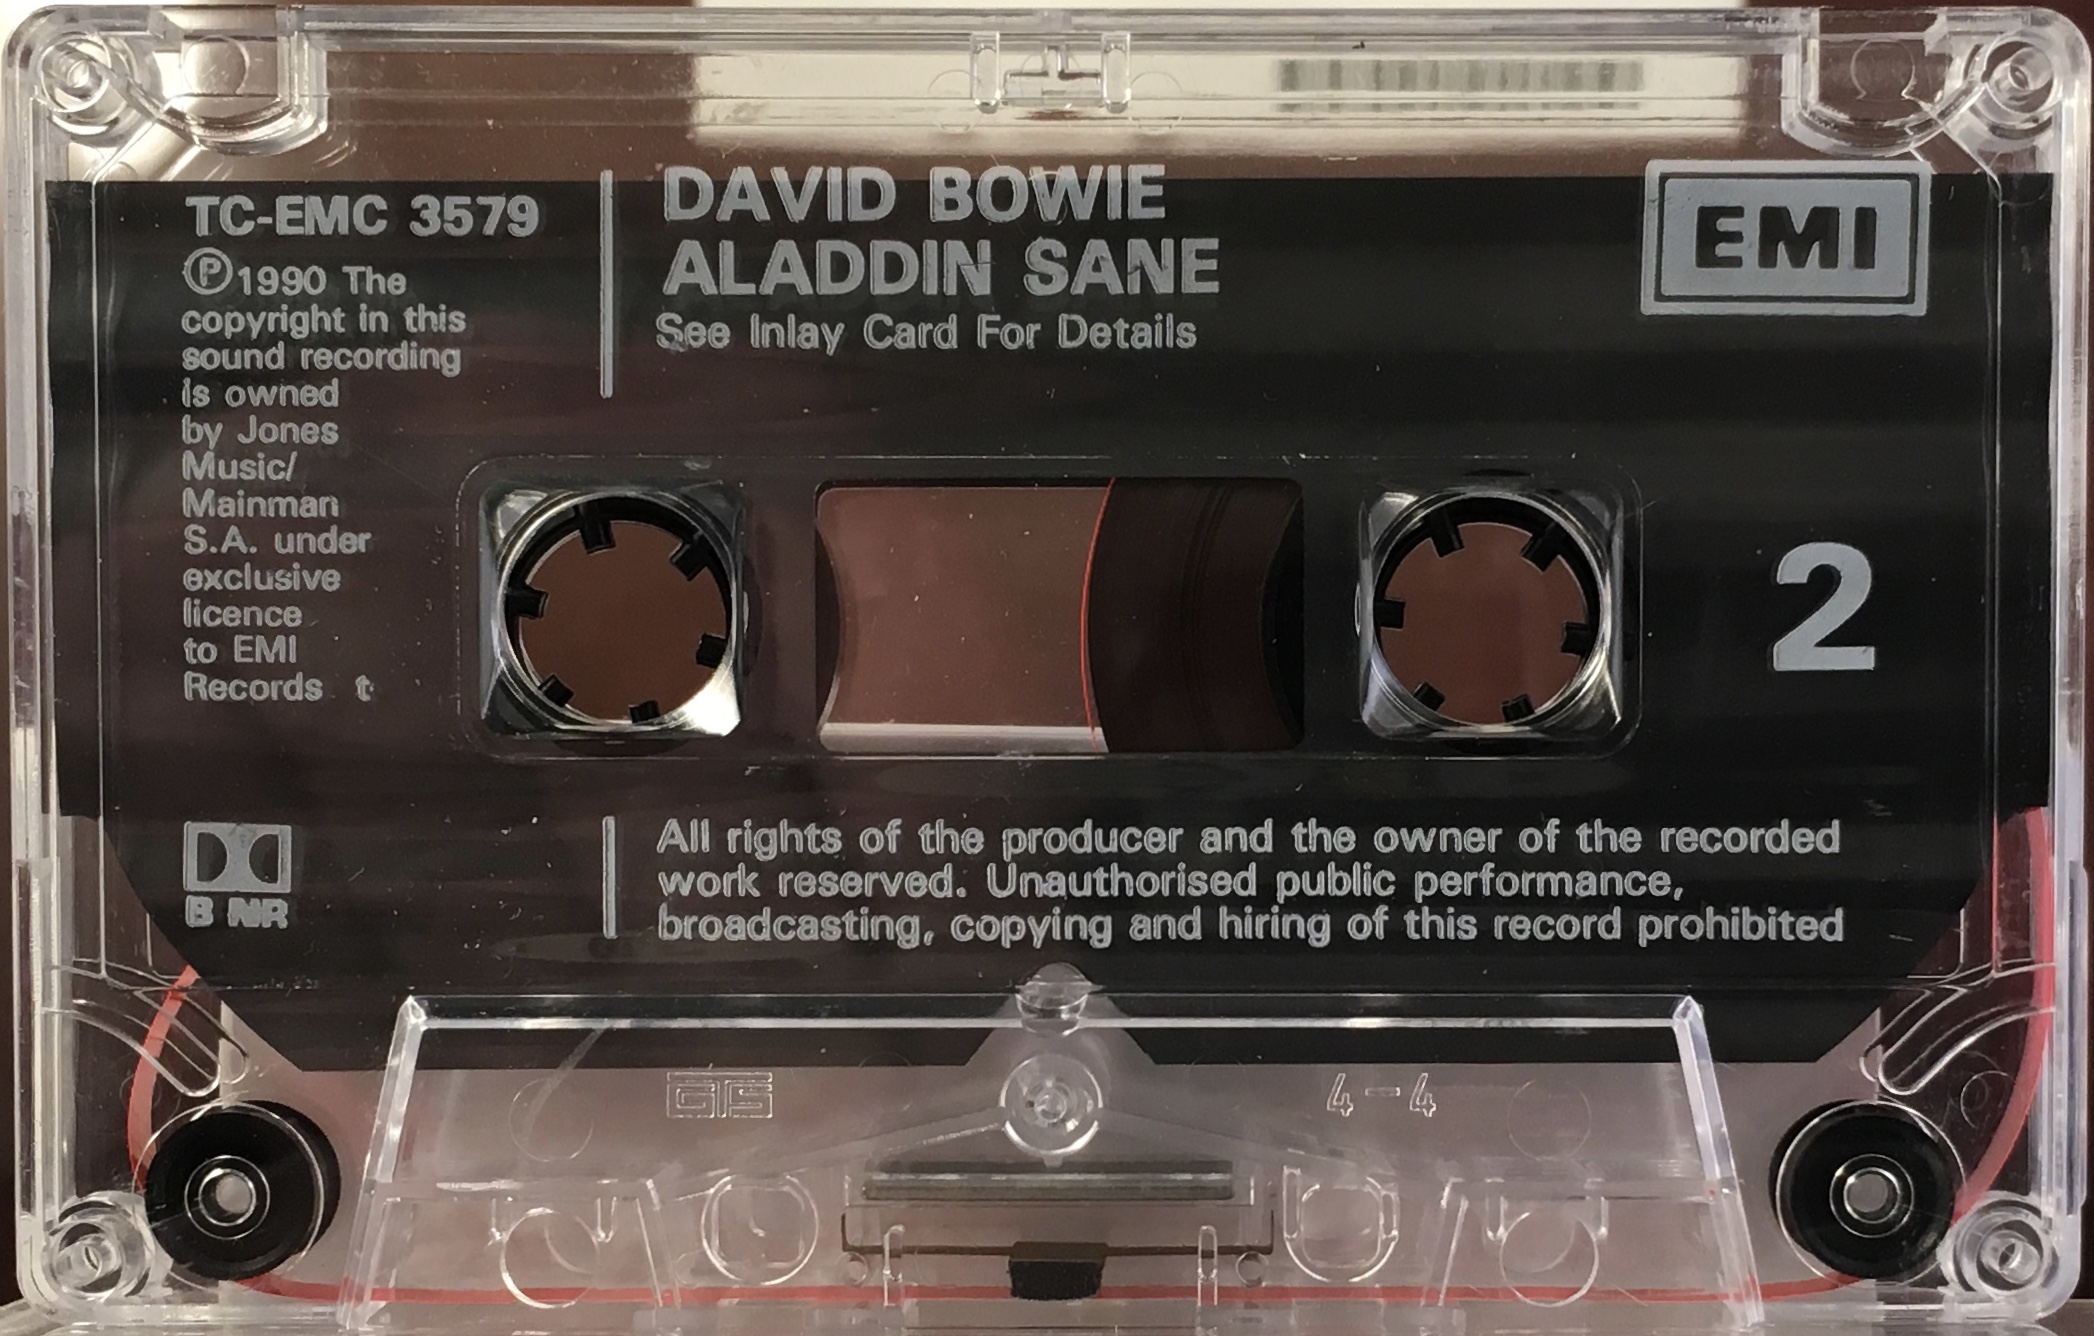 TC-EMC 3579
Ⓟ1990 The
copyright in this
sound recording
is owned
by Jones
Music/
Mainman
S.A. under
exclusive
licence
to EMI
Records t
DAVID BOWIE
ALADDIN SANE
See Inlay Card For Details
EMI
2
B NR
All rights of the producer and the owner of the recorded
work reserved. Unauthorised public performance,
broadcasting, copying and hiring of this record prohibited
GTS
4-4